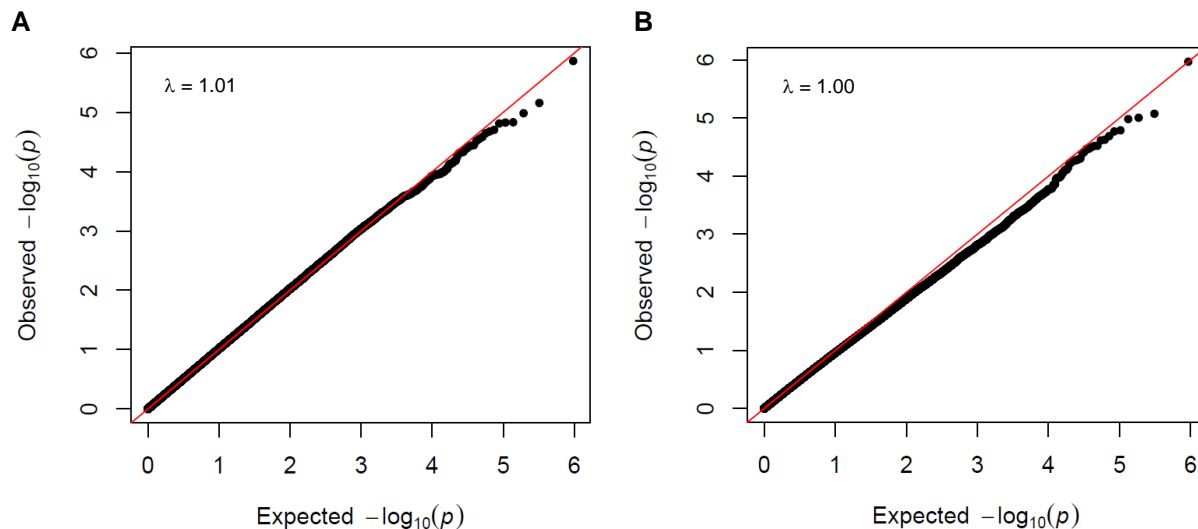 A
λ = 1.01
Observed −log10(p)
6
5
4
3
2
1
0
0 1 2 3 4 5 6
Expected −log10(p)
B
λ = 1.00
Observed −log10(p)
6
5
4
3
2
1
0
0 1 2 3 4 5 6
Expected −log10(p)